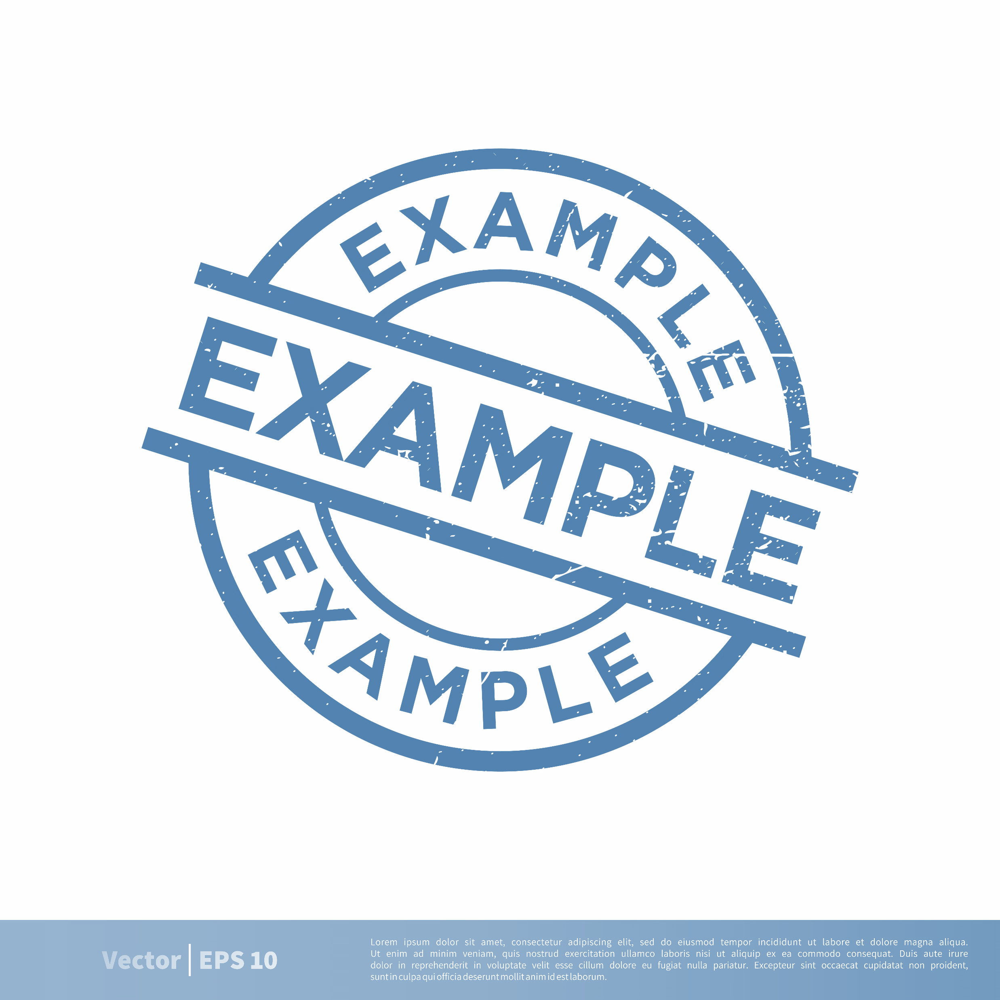 EXAMPLE
EXAMPLE
EXAMPLE
Vector | EPS 10
Lorem ipsum dolor sit amet, consectetur adipiscing elit, sed do eiusmod tempor incididunt ut labore et dolore magna aliqua.
Ut enim ad minim veniam, quis nostrud exercitation ullamco laboris nisi ut aliquip ex ea commodo consequat. Duis aute irure
dolor in reprehenderit in voluptate velit esse cillum dolore eu fugiat nulla pariatur. Excepteur sint occaecat cupidatat non proident,
sunt in culpa qui officia deserunt mollit anim id est laborum.